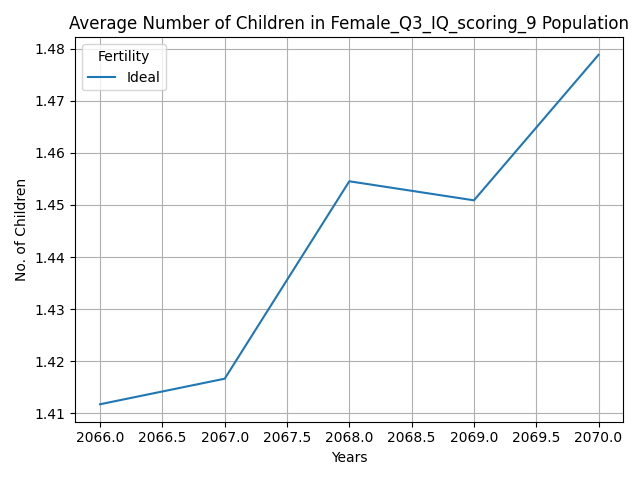 Average Number of Children in Female_Q3_IQ_scoring_9 Population
Fertility
Ideal
1.48
1.47
1.46
1.45
1.44
1.43
1.42
1.41
No. of Children
2066.0 2066.5 2067.0 2067.5 2068.0 2068.5 2069.0 2069.5 2070.0
Years